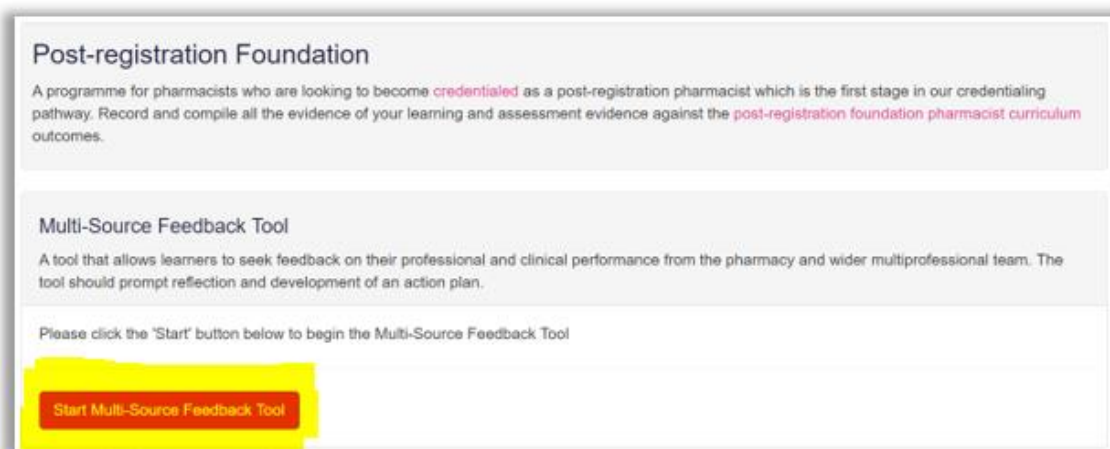 Post-registration Foundation
A programme for pharmacists who are looking to become credentialed as a post-registration pharmacist which is the first stage in our credentialing
pathway. Record and compile all the evidence of your learning and assessment evidence against the post-registration foundation pharmacist curriculum
outcomes.
Multi-Source Feedback Tool
A tool that allows learners to seek feedback on their professional and clinical performance from the pharmacy and wider multiprofessional team. The
tool should prompt reflection and development of an action plan.
Please click the 'Start' button below to begin the Multi-Source Feedback Tool
Start Multi-Source Feedback Tool